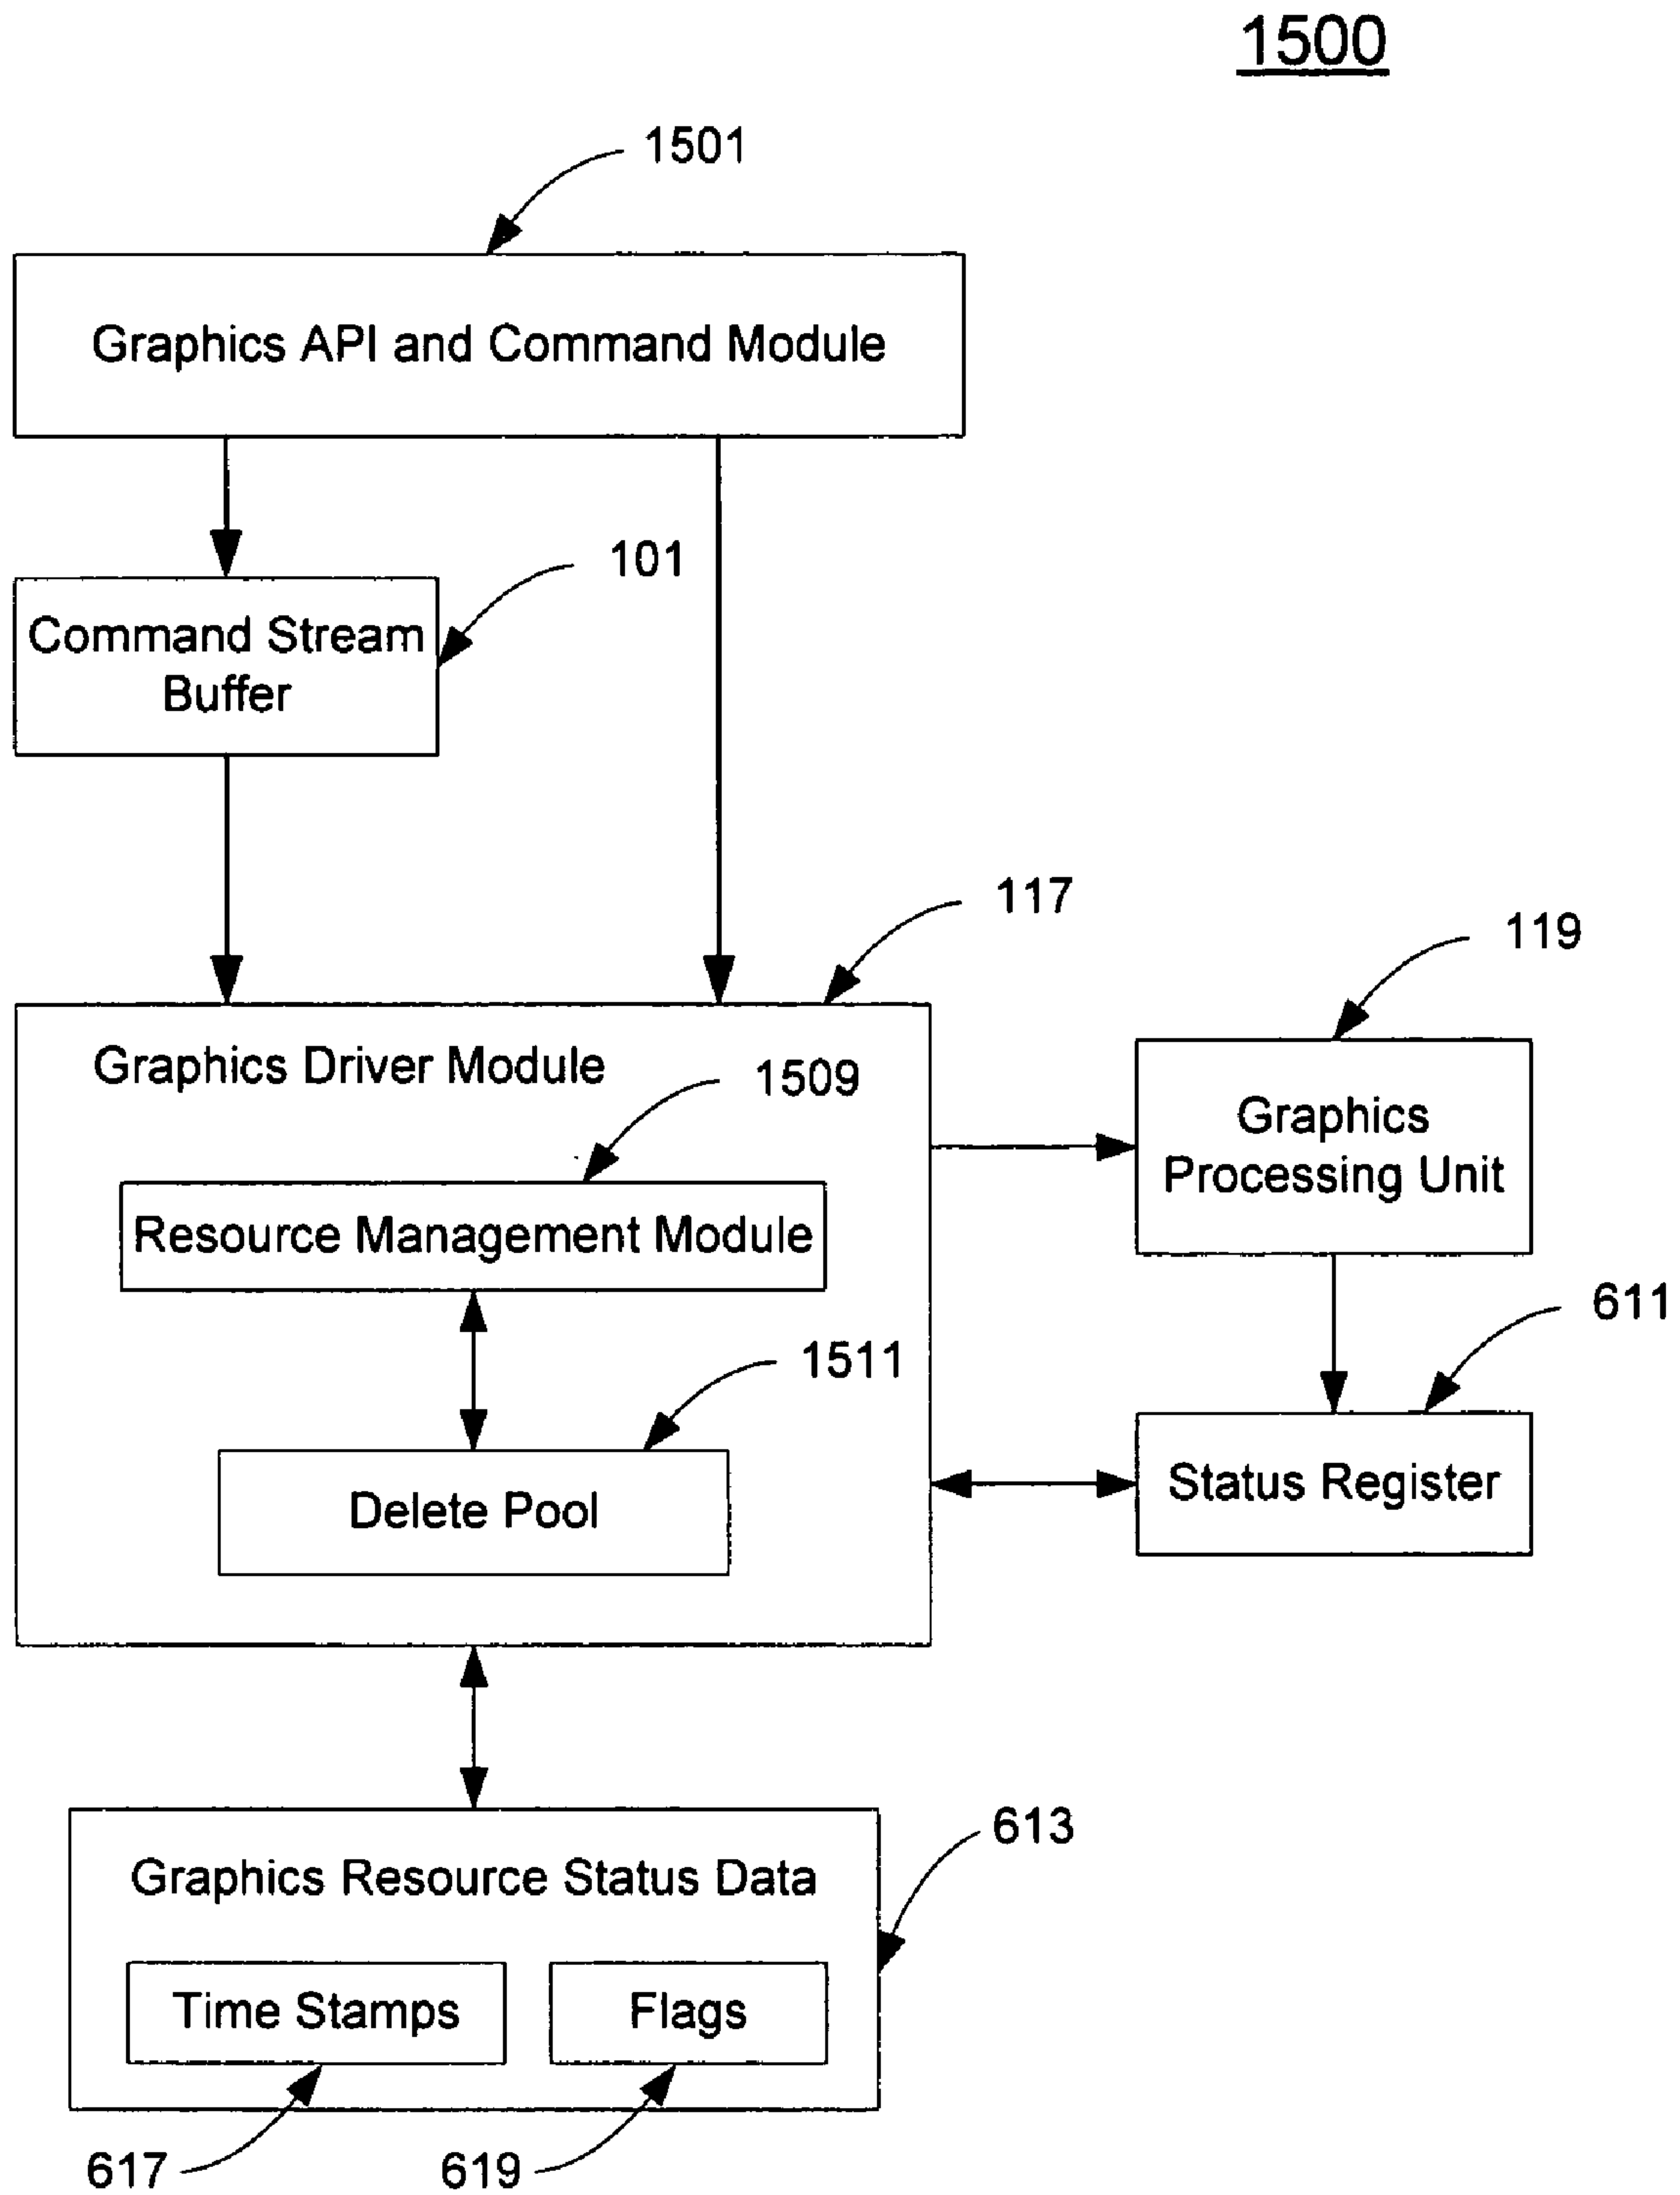 1500
1501
Graphics API and Command Module
101
Command Stream
Buffer
117
119
Graphics Driver Module
1509
Graphics
Processing Unit
Resource Management Module
611
1511
Status Register
Delete Pool
613
Graphics Resource Status Data
Time Stamps
Flags
617
619